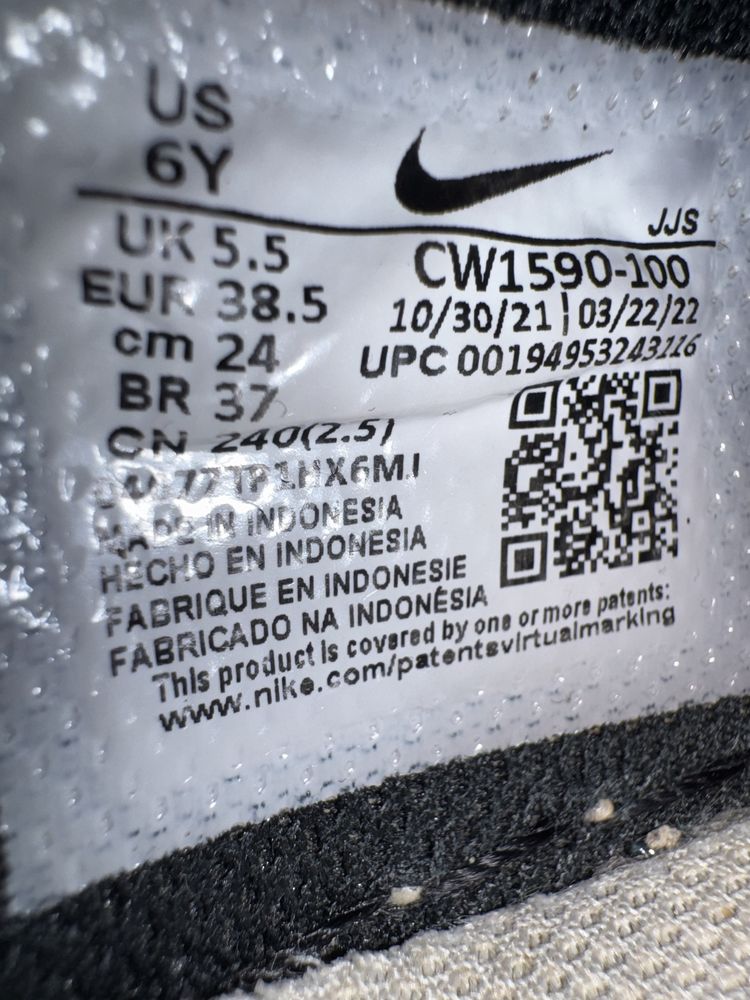 US
6Y
JJS
UK 5.5
CW1590-100
EUR 38.5
10/30/21 | 03/22/22
cm 24
UPC 00194953243116
BR 37
CN 240(2.5)
MADE IN INDONESIA
HECHO EN INDONESIA
FABRIQUE EN INDONESIE
FABRICADO NA INDONÉSIA
This product is covered by one or more patents:
www.nike.com/patentsvirtualmarking